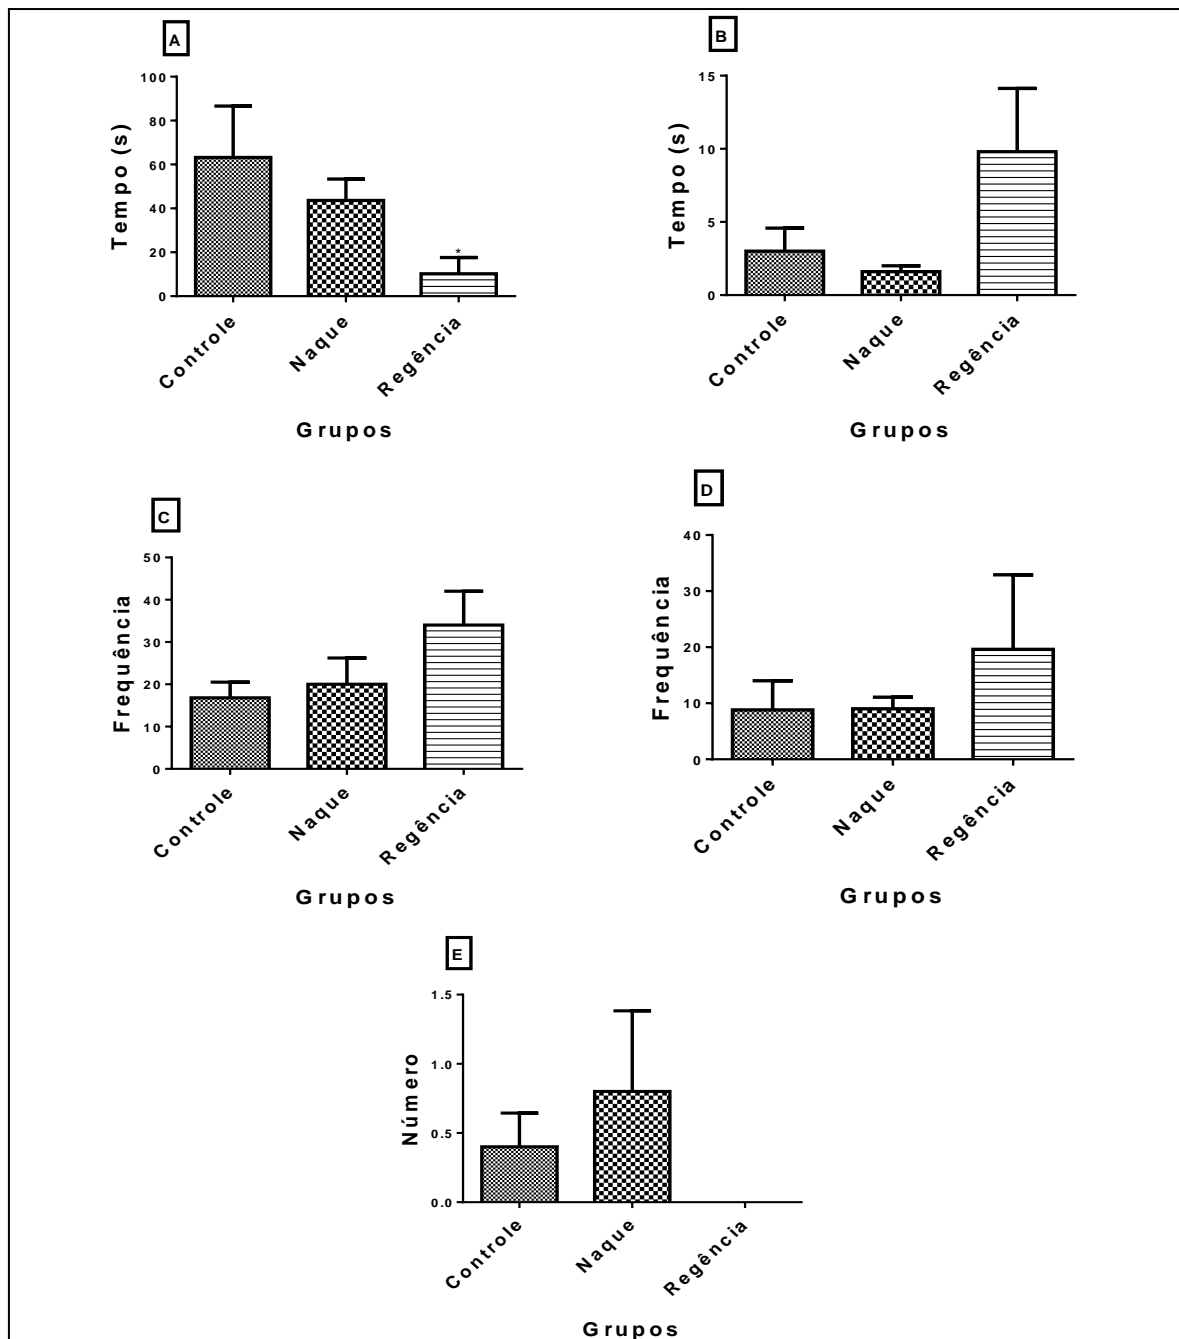 A
Tempo (s)
100
80
60
40
20
0
*
Controle
Naque
Regência
Grupos
B
Tempo (s)
15
10
5
0
Controle
Naque
Regência
Grupos
C
Frequência
50
40
30
20
10
0
Controle
Naque
Regência
Grupos
D
Frequência
40
30
20
10
0
Controle
Naque
Regência
Grupos
E
Número
1.5
1.0
0.5
0.0
Controle
Naque
Regência
Grupos